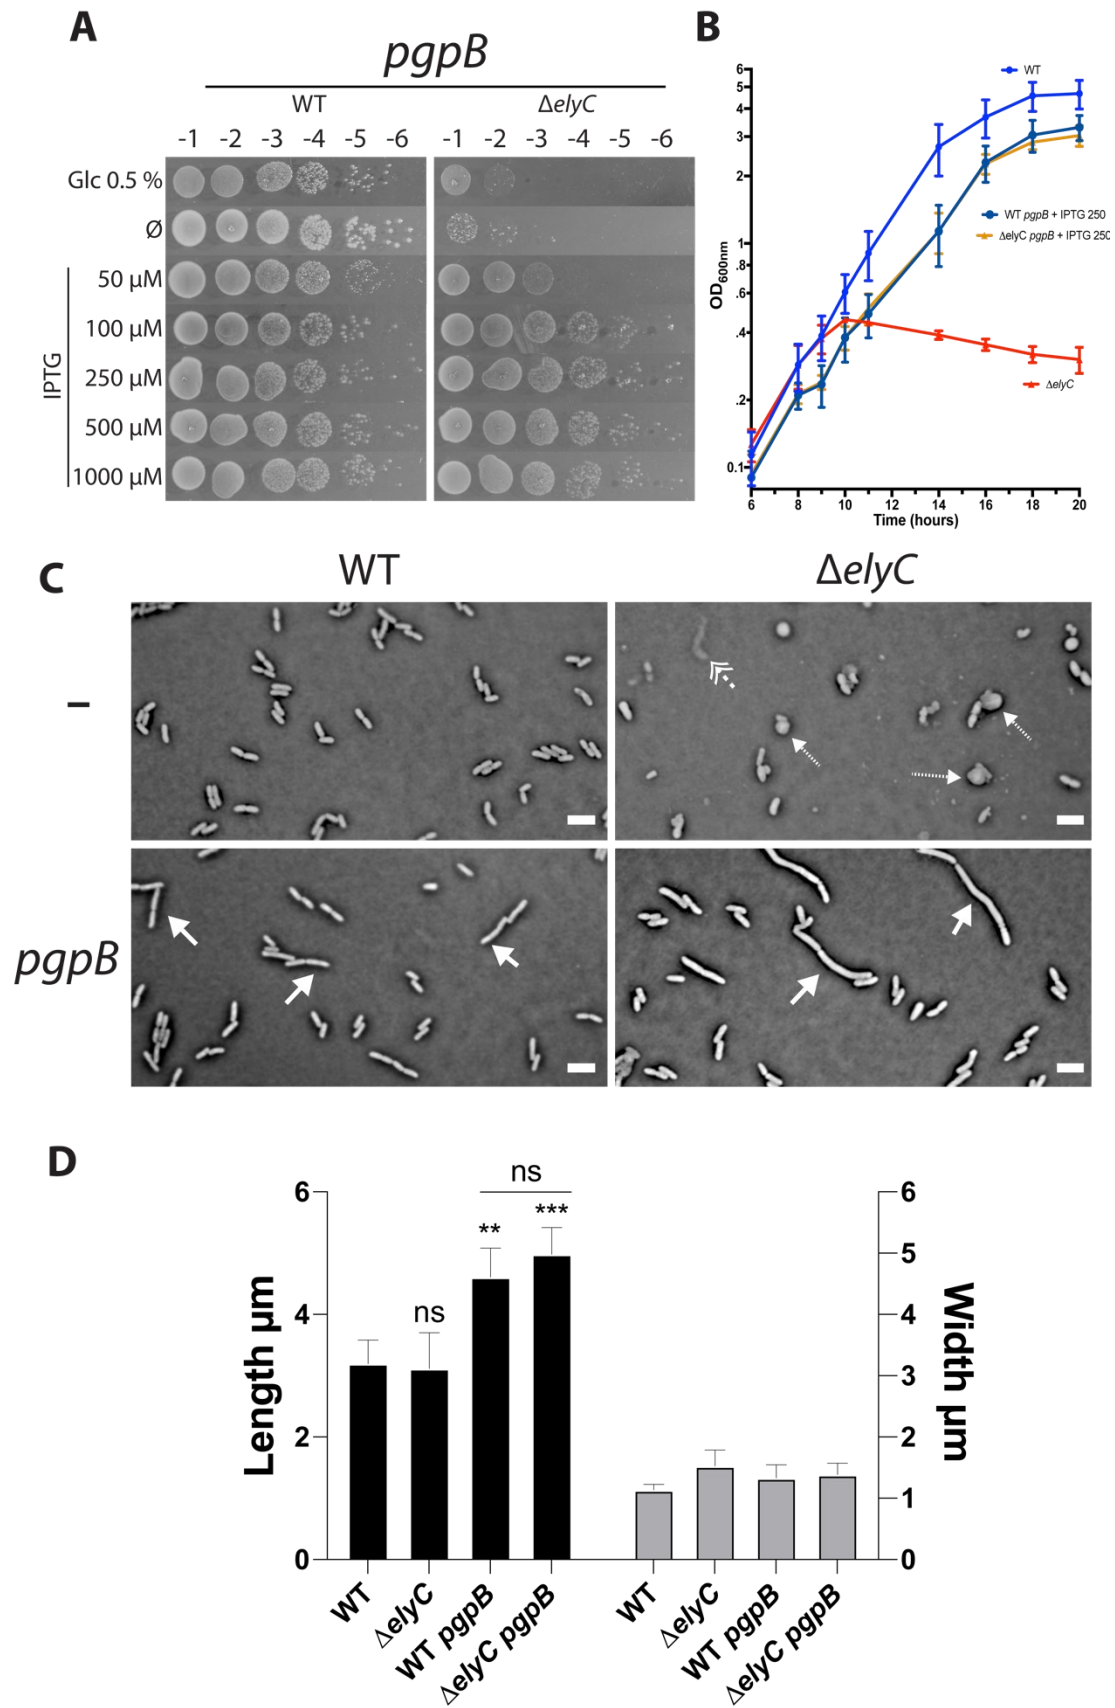 A
pgpB
WT ΔelyC
-1 -2 -3 -4 -5 -6 -1 -2 -3 -4 -5 -6
Glc 0.5 %
Ø
IPTG
50 μM
100 μM
250 μM
500 μM
1000 μM
B
OD600nm
6
5
4
3
2
1
.8
.6
.4
.2
0.1
WT
WT pgpB + IPTG 250
ΔelyC pgpB + IPTG 250
ΔelyC
6 8 10 12 14 16 18 20
Time (hours)
C
WT ΔelyC
–
pgpB
D
Length μm
6
4
2
0
ns
ns
**
***
6
5
4
3
2
1
0
Width μm
WT
ΔelyC
WT pgpB
ΔelyC pgpB
WT
ΔelyC
WT pgpB
ΔelyC pgpB